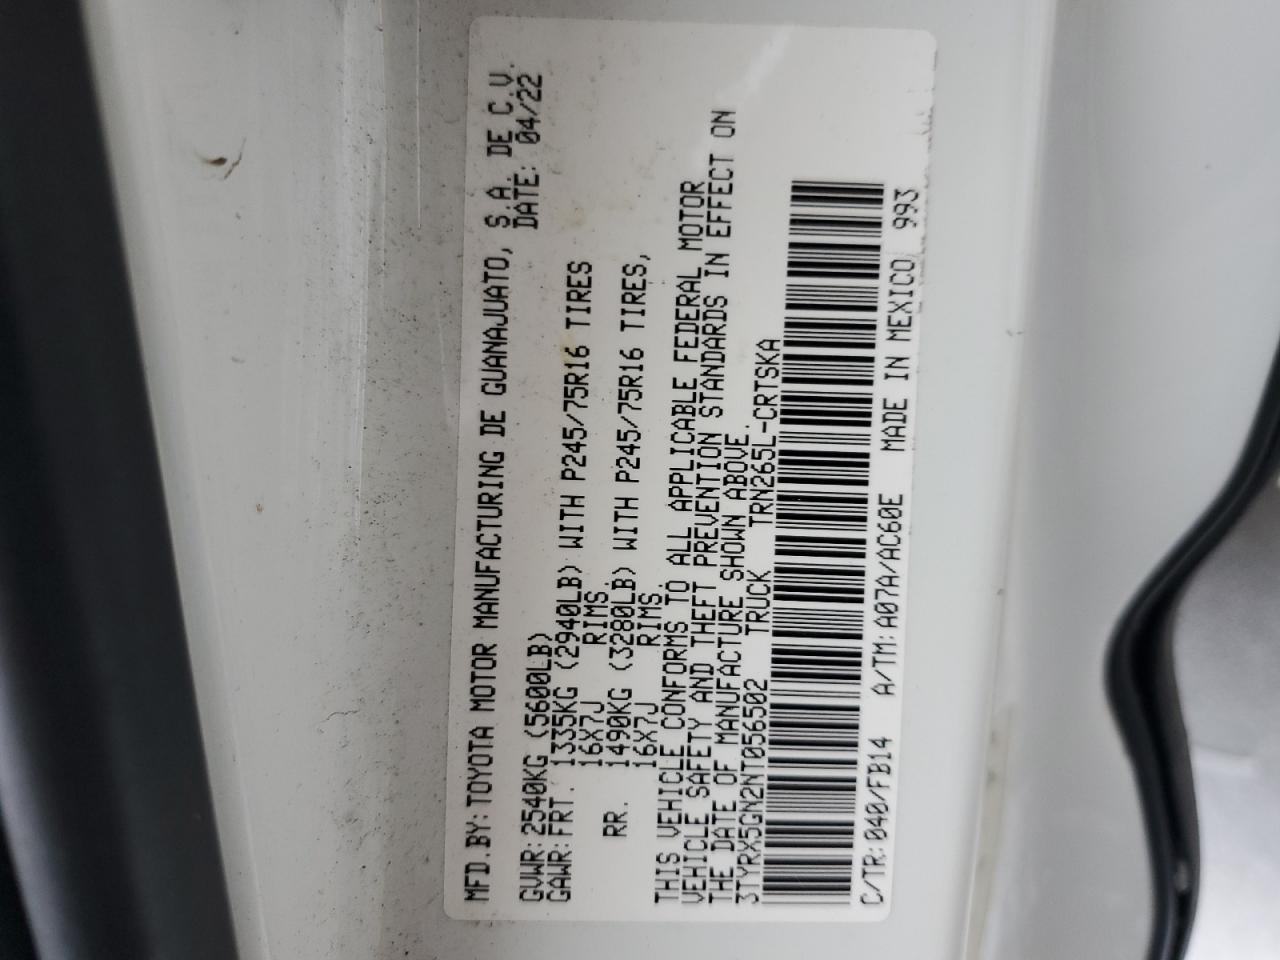 MFD.BY:TOYOTA MOTOR MANUFACTURING DE GUANAJUATO, S.A. DE C.V.
DATE: 04/22
GVWR:2540KG (5600LB)
GAWR:FRT. 1335KG (2940LB) WITH P245/75R16 TIRES
16X7J RIMS.
RR. 1490KG (3280LB) WITH P245/75R16 TIRES,
16X7J RIMS.
THIS VEHICLE CONFORMS TO ALL APPLICABLE FEDERAL MOTOR
VEHICLE SAFETY AND THEFT PREVENTION STANDARDS IN EFFECT ON
THE DATE OF MANUFACTURE SHOWN ABOVE.
3TYRX5GN2NT056502 TRUCK TRN265L-CRTSKA
C/TR:040/FB14 A/TM:A07A/AC60E MADE IN MEXICO 993